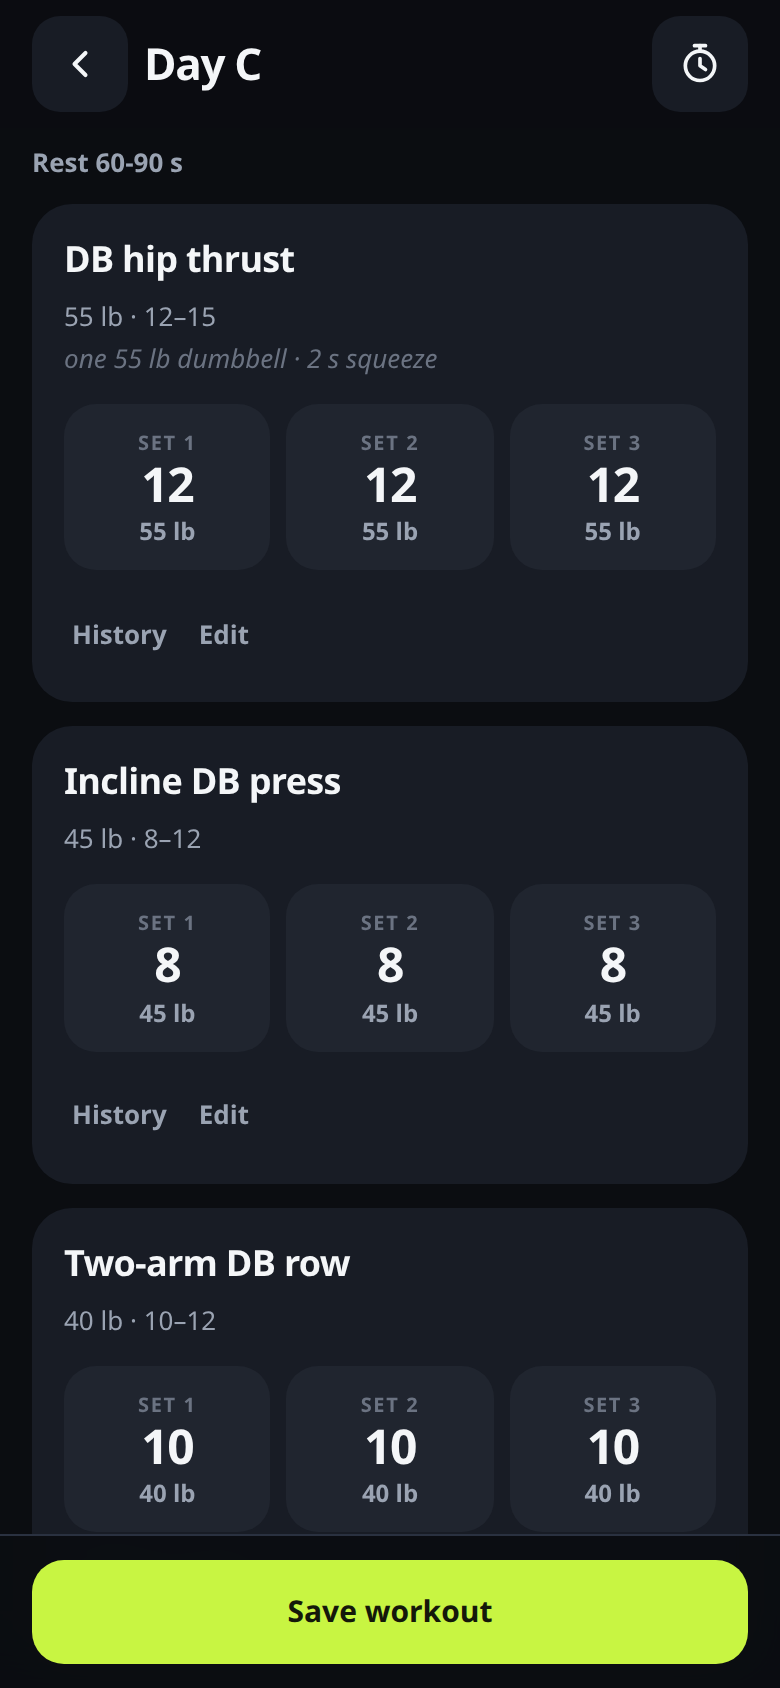 Day C
Rest 60-90 s
DB hip thrust
55 lb · 12–15
one 55 lb dumbbell · 2 s squeeze
SET 1 SET 2 SET 3
12 12 12
55 lb 55 lb 55 lb
History Edit
Incline DB press
45 lb · 8–12
SET 1 SET 2 SET 3
8 8 8
45 lb 45 lb 45 lb
History Edit
Two-arm DB row
40 lb · 10–12
SET 1 SET 2 SET 3
10 10 10
40 lb 40 lb 40 lb
Save workout